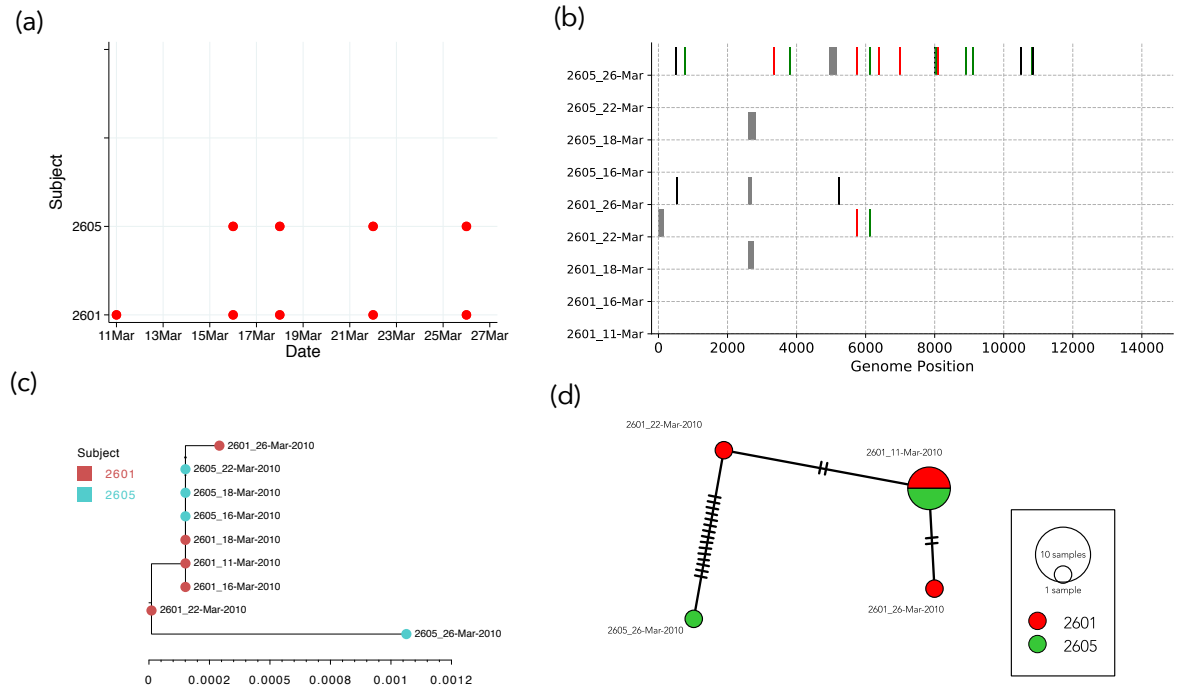 (a)
Subject
2605
2601
11Mar 13Mar 15Mar 17Mar 19Mar 21Mar 23Mar 25Mar 27Mar
Date
(b)
2605_26-Mar
2605_22-Mar
2605_18-Mar
2605_16-Mar
2601_26-Mar
2601_22-Mar
2601_18-Mar
2601_16-Mar
2601_11-Mar
0 2000 4000 6000 8000 10000 12000 14000
Genome Position
(c)
Subject
2601
2605
2601_26-Mar-2010
2605_22-Mar-2010
2605_18-Mar-2010
2605_16-Mar-2010
2601_18-Mar-2010
2601_11-Mar-2010
2601_16-Mar-2010
2601_22-Mar-2010
2605_26-Mar-2010
0 0.0002 0.0004 0.0006 0.0008 0.001 0.0012
(d)
2601_22-Mar-2010
2601_11-Mar-2010
2605_26-Mar-2010
2601_26-Mar-2010
10 samples
1 sample
2601
2605